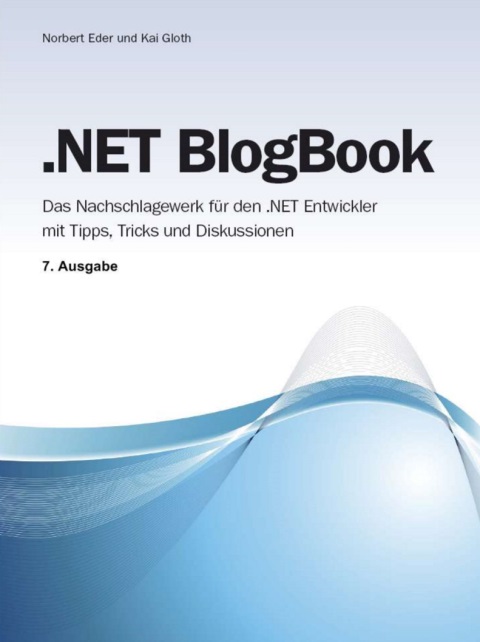 Norbert Eder und Kai Gloth
.NET BlogBook
Das Nachschlagewerk für den .NET Entwickler
mit Tipps, Tricks und Diskussionen
7. Ausgabe